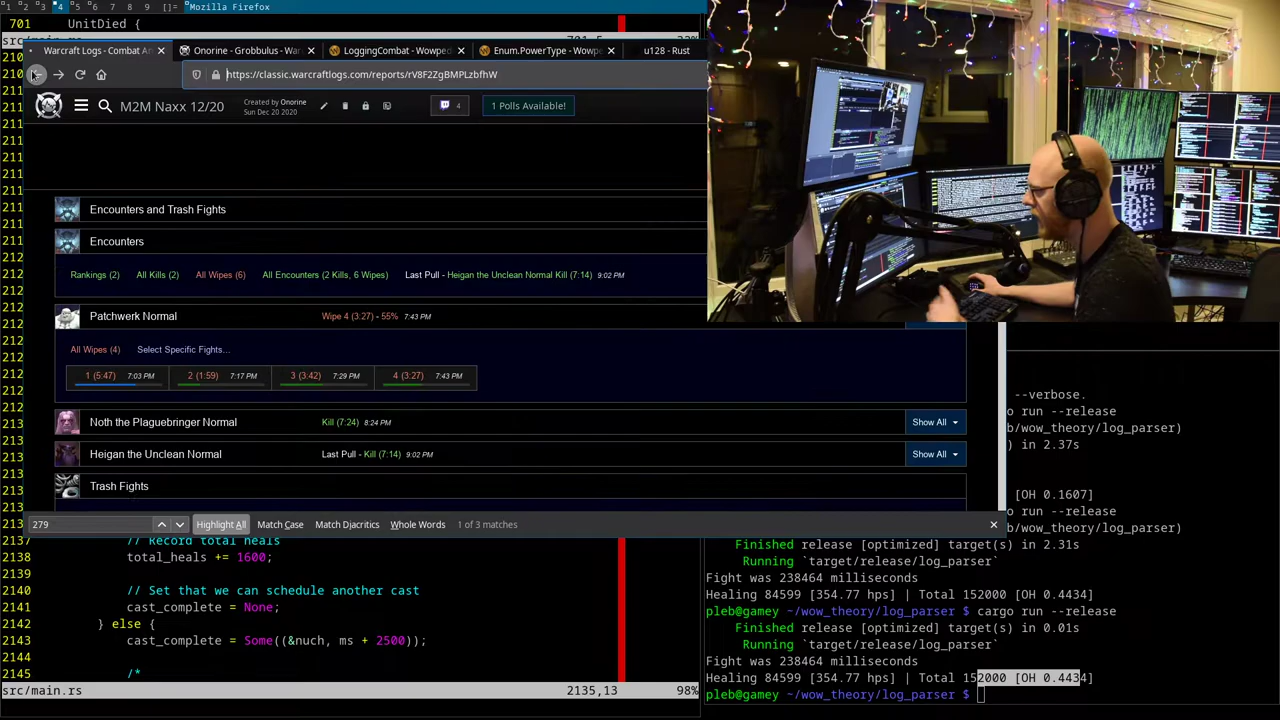 1 2 3 4 5 6 7 8 9 []= Mozilla Firefox
701 UnitDied {
Warcraft Logs - Combat An
Onorine - Grobbulus - War
LoggingCombat - Wowped
Enum.PowerType - Wowpe
u128 - Rust
https://classic.warcraftlogs.com/reports/rV8F2ZgBMPLzbfhW
M2M Naxx 12/20
Created by Onorine
Sun Dec 20 2020
4
1 Polls Available!
Encounters and Trash Fights
Encounters
Rankings (2) All Kills (2) All Wipes (6) All Encounters (2 Kills, 6 Wipes) Last Pull - Heigan the Unclean Normal Kill (7:14) 9:02 PM
Patchwerk Normal Wipe 4 (3:27) - 55% 7:43 PM
All Wipes (4) Select Specific Fights...
1 (5:47) 7:03 PM 2 (1:59) 7:17 PM 3 (3:42) 7:29 PM 4 (3:27) 7:43 PM
Noth the Plaguebringer Normal Kill (7:24) 8:24 PM Show All
Heigan the Unclean Normal Last Pull - Kill (7:14) 9:02 PM Show All
Trash Fights
279 Highlight All Match Case Match Diacritics Whole Words 1 of 3 matches
2137 // Record total heals
2138 total_heals += 1600;
2139
2140 // Set that we can schedule another cast
2141 cast_complete = None;
2142 } else {
2143 cast_complete = Some((&nuch, ms + 2500));
2144
2145 /*
src/main.rs 2135,13 98%
--verbose.
o run --release
b/wow_theory/log_parser)
) in 2.37s
[OH 0.1607]
o run --release
b/wow_theory/log_parser)
Finished release [optimized] target(s) in 2.31s
Running `target/release/log_parser`
Fight was 238464 milliseconds
Healing 84599 [354.77 hps] | Total 152000 [OH 0.4434]
pleb@gamey ~/wow_theory/log_parser $ cargo run --release
Finished release [optimized] target(s) in 0.01s
Running `target/release/log_parser`
Fight was 238464 milliseconds
Healing 84599 [354.77 hps] | Total 152000 [OH 0.4434]
pleb@gamey ~/wow_theory/log_parser $